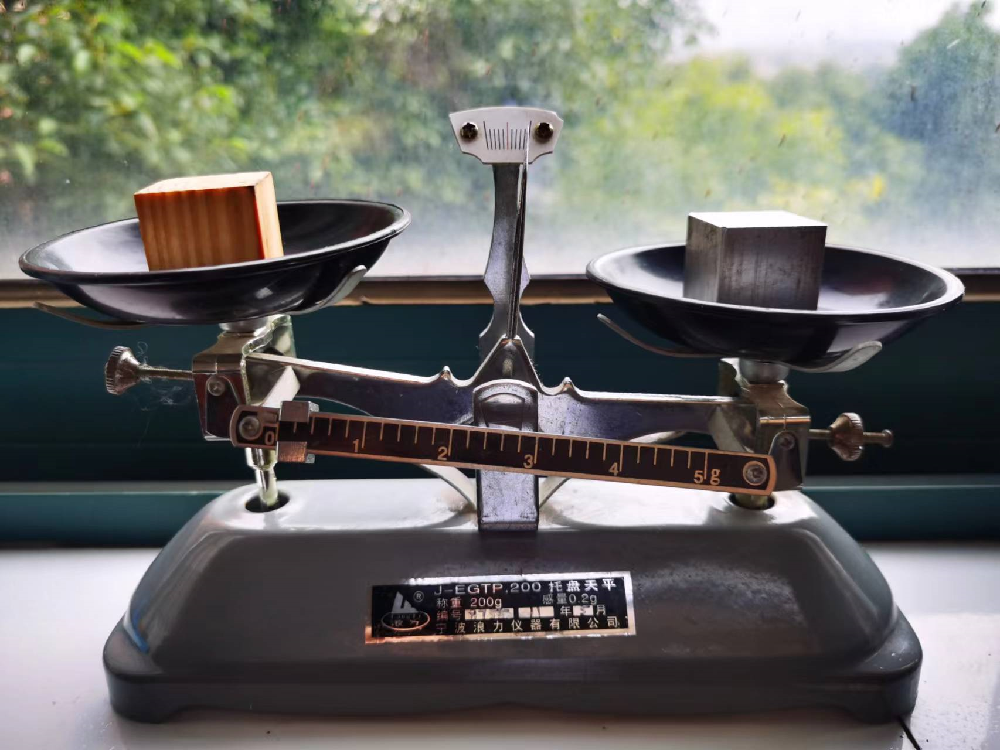 0 1 2 3 4 5 g
J-EGTP.200 托盘天平
®
称重 200g 感量0.2g
编号 年 月
宁波浪力仪器有限公司